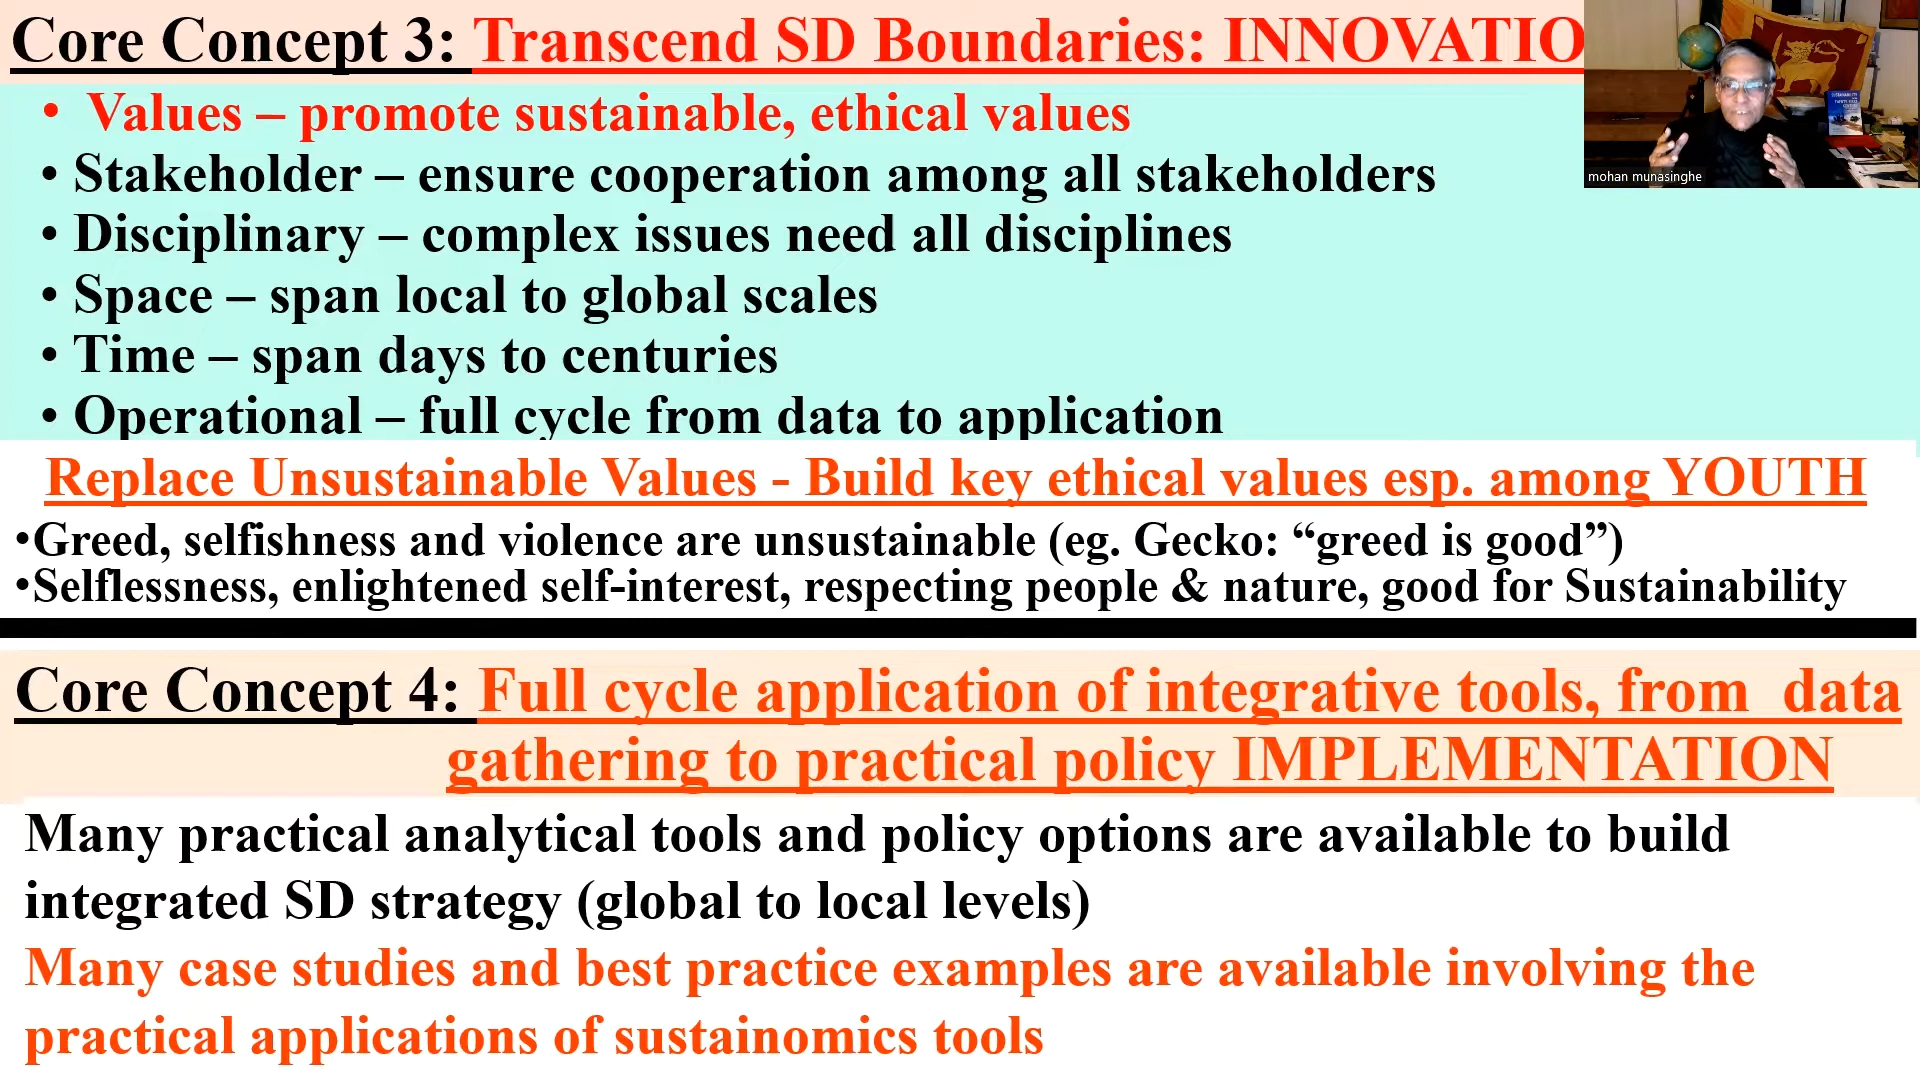 Core Concept 3: Transcend SD Boundaries: INNOVATIO
• Values – promote sustainable, ethical values
• Stakeholder – ensure cooperation among all stakeholders
• Disciplinary – complex issues need all disciplines
• Space – span local to global scales
• Time – span days to centuries
• Operational – full cycle from data to application
mohan munasinghe
Replace Unsustainable Values - Build key ethical values esp. among YOUTH
•Greed, selfishness and violence are unsustainable (eg. Gecko: “greed is good”)
•Selflessness, enlightened self-interest, respecting people & nature, good for Sustainability
Core Concept 4: Full cycle application of integrative tools, from data
gathering to practical policy IMPLEMENTATION
Many practical analytical tools and policy options are available to build
integrated SD strategy (global to local levels)
Many case studies and best practice examples are available involving the
practical applications of sustainomics tools